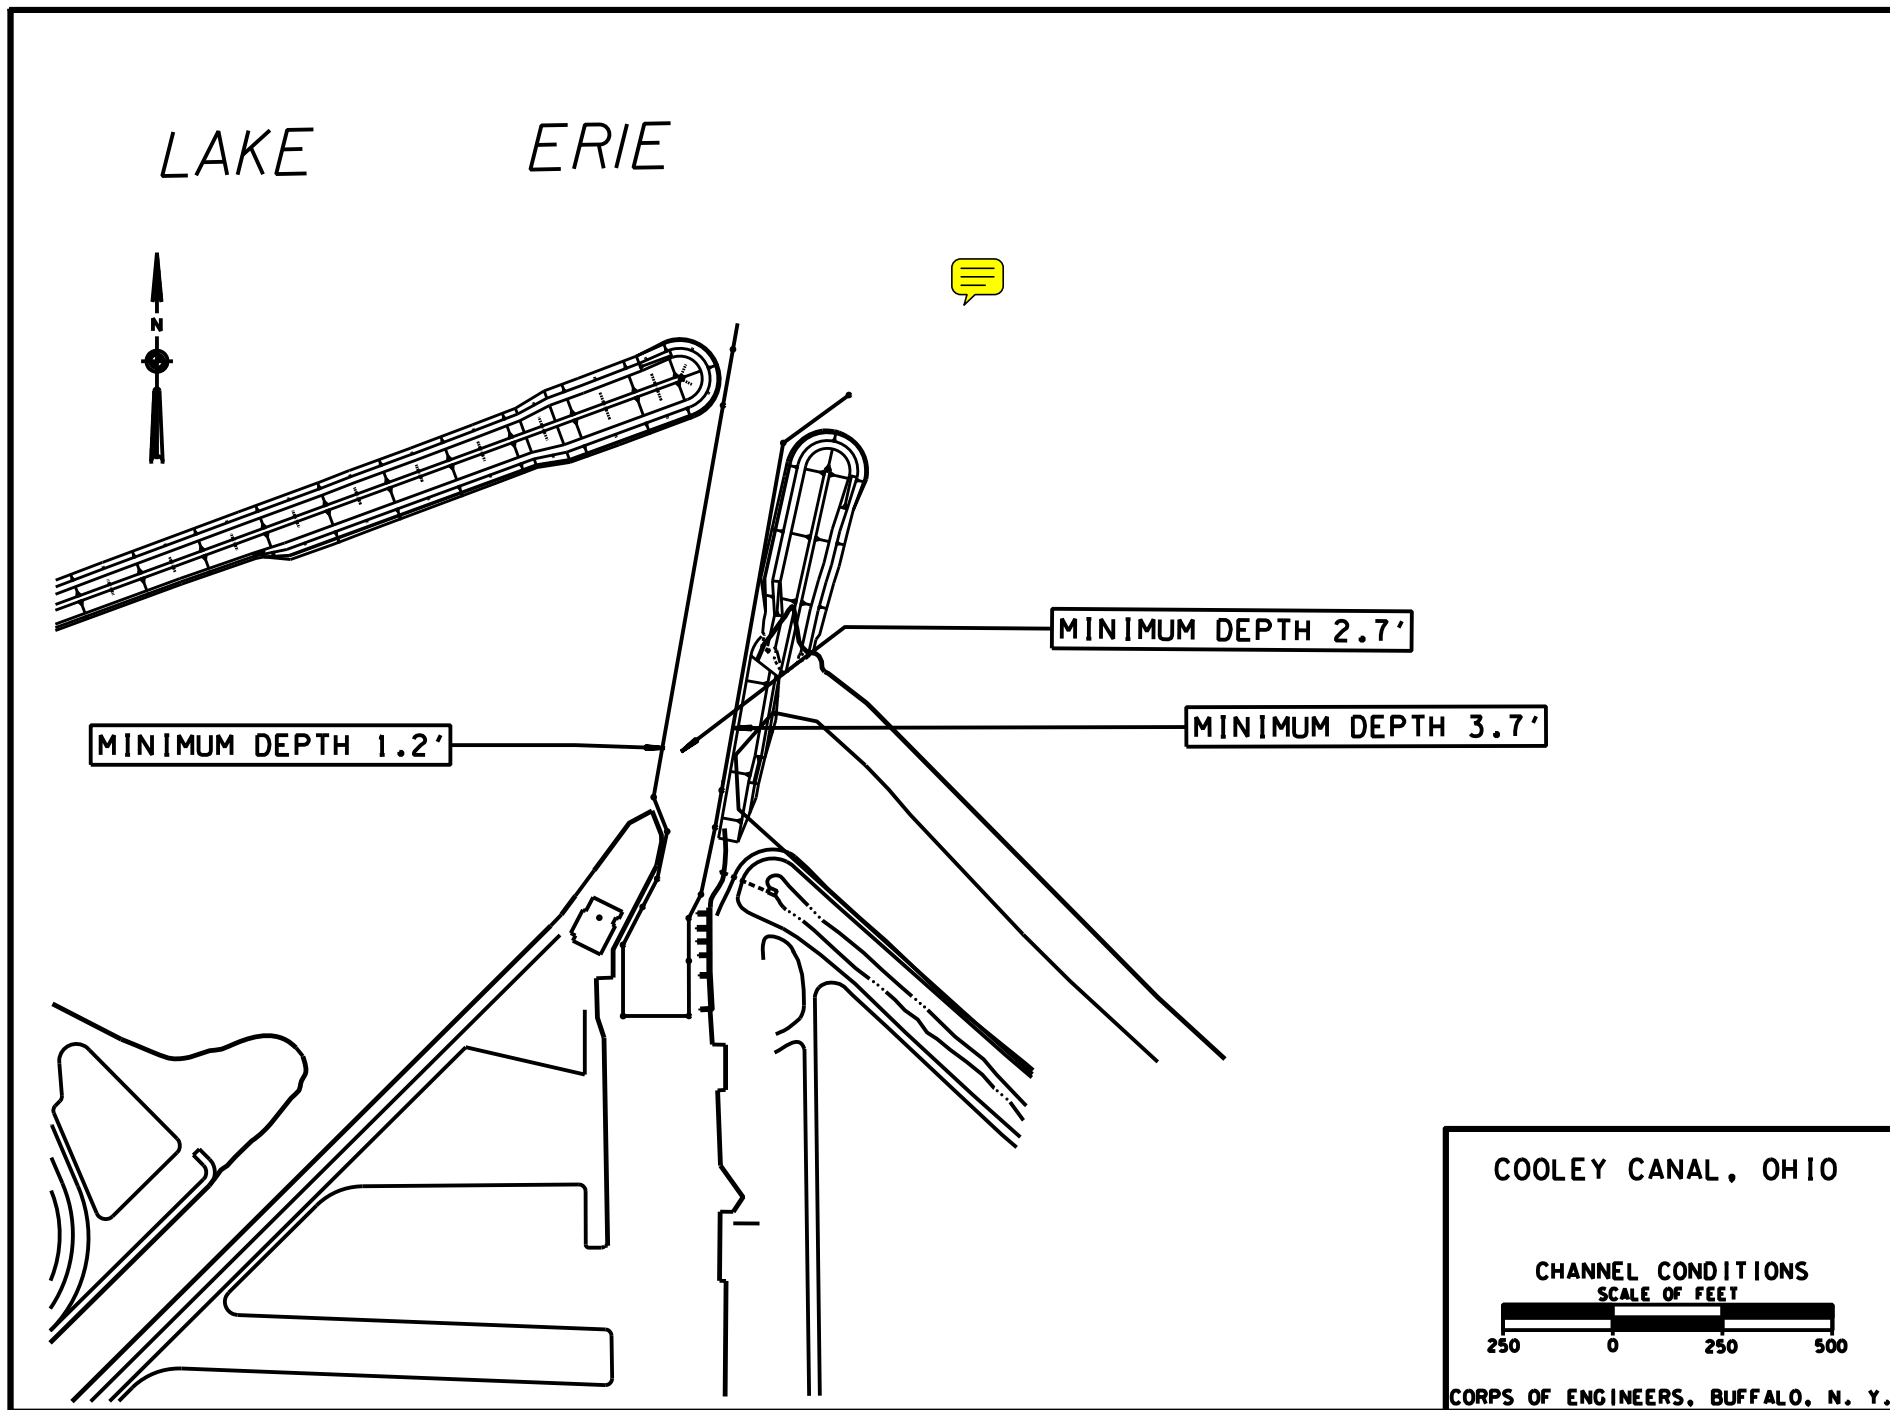 LAKE ERIE
N
MINIMUM DEPTH 2.7'
MINIMUM DEPTH 3.7'
MINIMUM DEPTH 1.2'
COOLEY CANAL, OHIO
CHANNEL CONDITIONS
SCALE OF FEET
250 0 250 500
CORPS OF ENGINEERS, BUFFALO, N. Y.